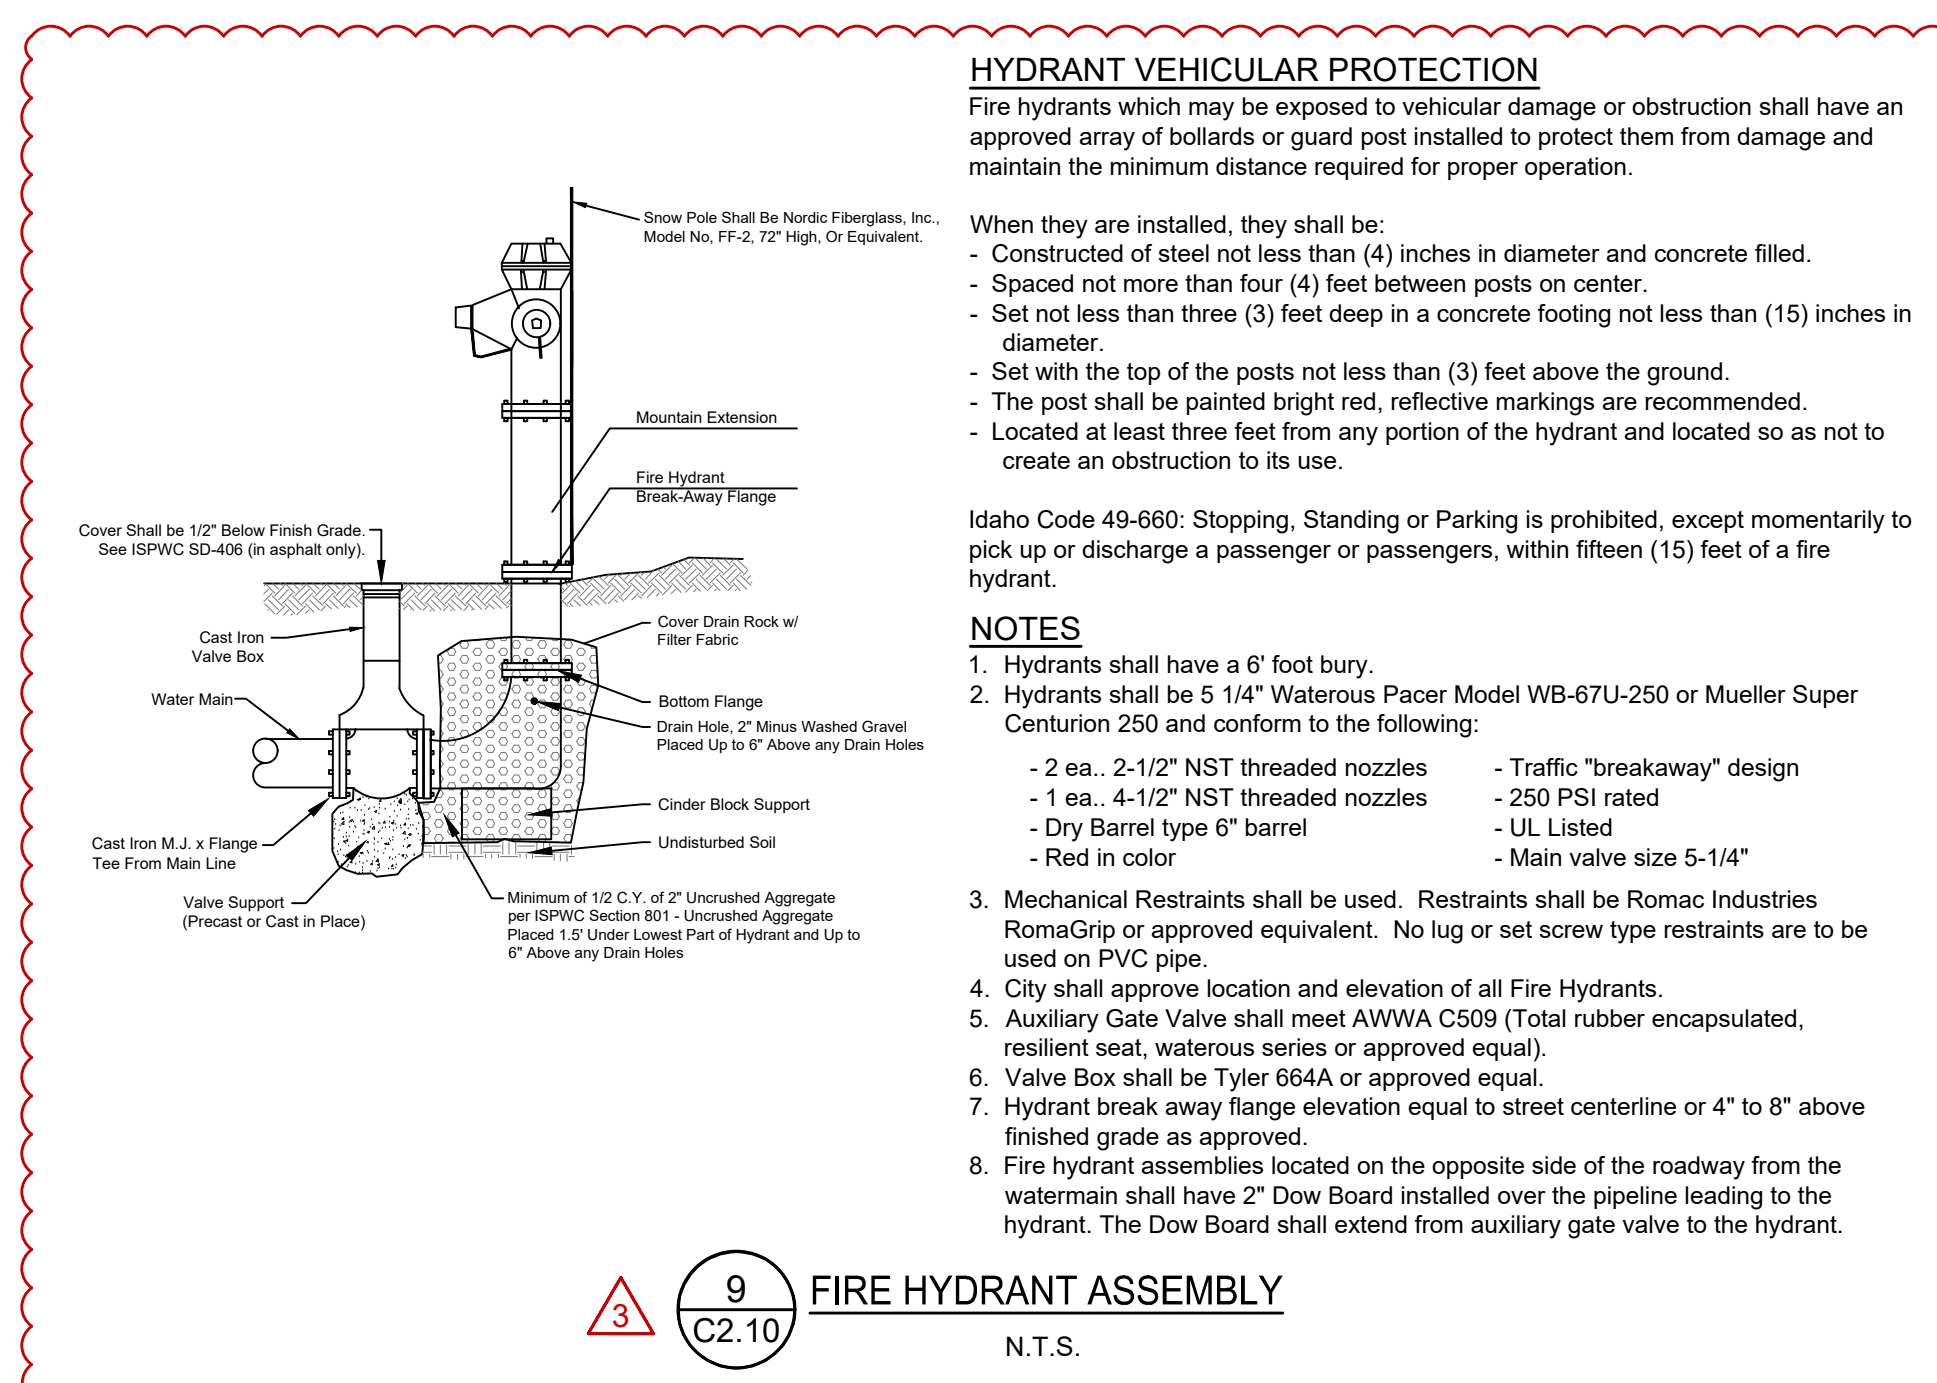 HYDRANT VEHICULAR PROTECTION
Fire hydrants which may be exposed to vehicular damage or obstruction shall have an
approved array of bollards or guard post installed to protect them from damage and
maintain the minimum distance required for proper operation.
When they are installed, they shall be:
- Constructed of steel not less than (4) inches in diameter and concrete filled.
- Spaced not more than four (4) feet between posts on center.
- Set not less than three (3) feet deep in a concrete footing not less than (15) inches in
diameter.
- Set with the top of the posts not less than (3) feet above the ground.
- The post shall be painted bright red, reflective markings are recommended.
- Located at least three feet from any portion of the hydrant and located so as not to
create an obstruction to its use.
Idaho Code 49-660: Stopping, Standing or Parking is prohibited, except momentarily to
pick up or discharge a passenger or passengers, within fifteen (15) feet of a fire
hydrant.
NOTES
1. Hydrants shall have a 6' foot bury.
2. Hydrants shall be 5 1/4" Waterous Pacer Model WB-67U-250 or Mueller Super
Centurion 250 and conform to the following:
- 2 ea.. 2-1/2" NST threaded nozzles
- 1 ea.. 4-1/2" NST threaded nozzles
- Dry Barrel type 6" barrel
- Red in color
- Traffic "breakaway" design
- 250 PSI rated
- UL Listed
- Main valve size 5-1/4"
3. Mechanical Restraints shall be used. Restraints shall be Romac Industries
RomaGrip or approved equivalent. No lug or set screw type restraints are to be
used on PVC pipe.
4. City shall approve location and elevation of all Fire Hydrants.
5. Auxiliary Gate Valve shall meet AWWA C509 (Total rubber encapsulated,
resilient seat, waterous series or approved equal).
6. Valve Box shall be Tyler 664A or approved equal.
7. Hydrant break away flange elevation equal to street centerline or 4" to 8" above
finished grade as approved.
8. Fire hydrant assemblies located on the opposite side of the roadway from the
watermain shall have 2" Dow Board installed over the pipeline leading to the
hydrant. The Dow Board shall extend from auxiliary gate valve to the hydrant.
Snow Pole Shall Be Nordic Fiberglass, Inc.,
Model No, FF-2, 72" High, Or Equivalent.
Mountain Extension
Fire Hydrant
Break-Away Flange
Cover Shall be 1/2" Below Finish Grade.
See ISPWC SD-406 (in asphalt only).
Cast Iron
Valve Box
Water Main
Cover Drain Rock w/
Filter Fabric
Bottom Flange
Drain Hole, 2" Minus Washed Gravel
Placed Up to 6" Above any Drain Holes
Cinder Block Support
Undisturbed Soil
Cast Iron M.J. x Flange
Tee From Main Line
Valve Support
(Precast or Cast in Place)
Minimum of 1/2 C.Y. of 2" Uncrushed Aggregate
per ISPWC Section 801 - Uncrushed Aggregate
Placed 1.5' Under Lowest Part of Hydrant and Up to
6" Above any Drain Holes
3
9
C2.10
FIRE HYDRANT ASSEMBLY
N.T.S.